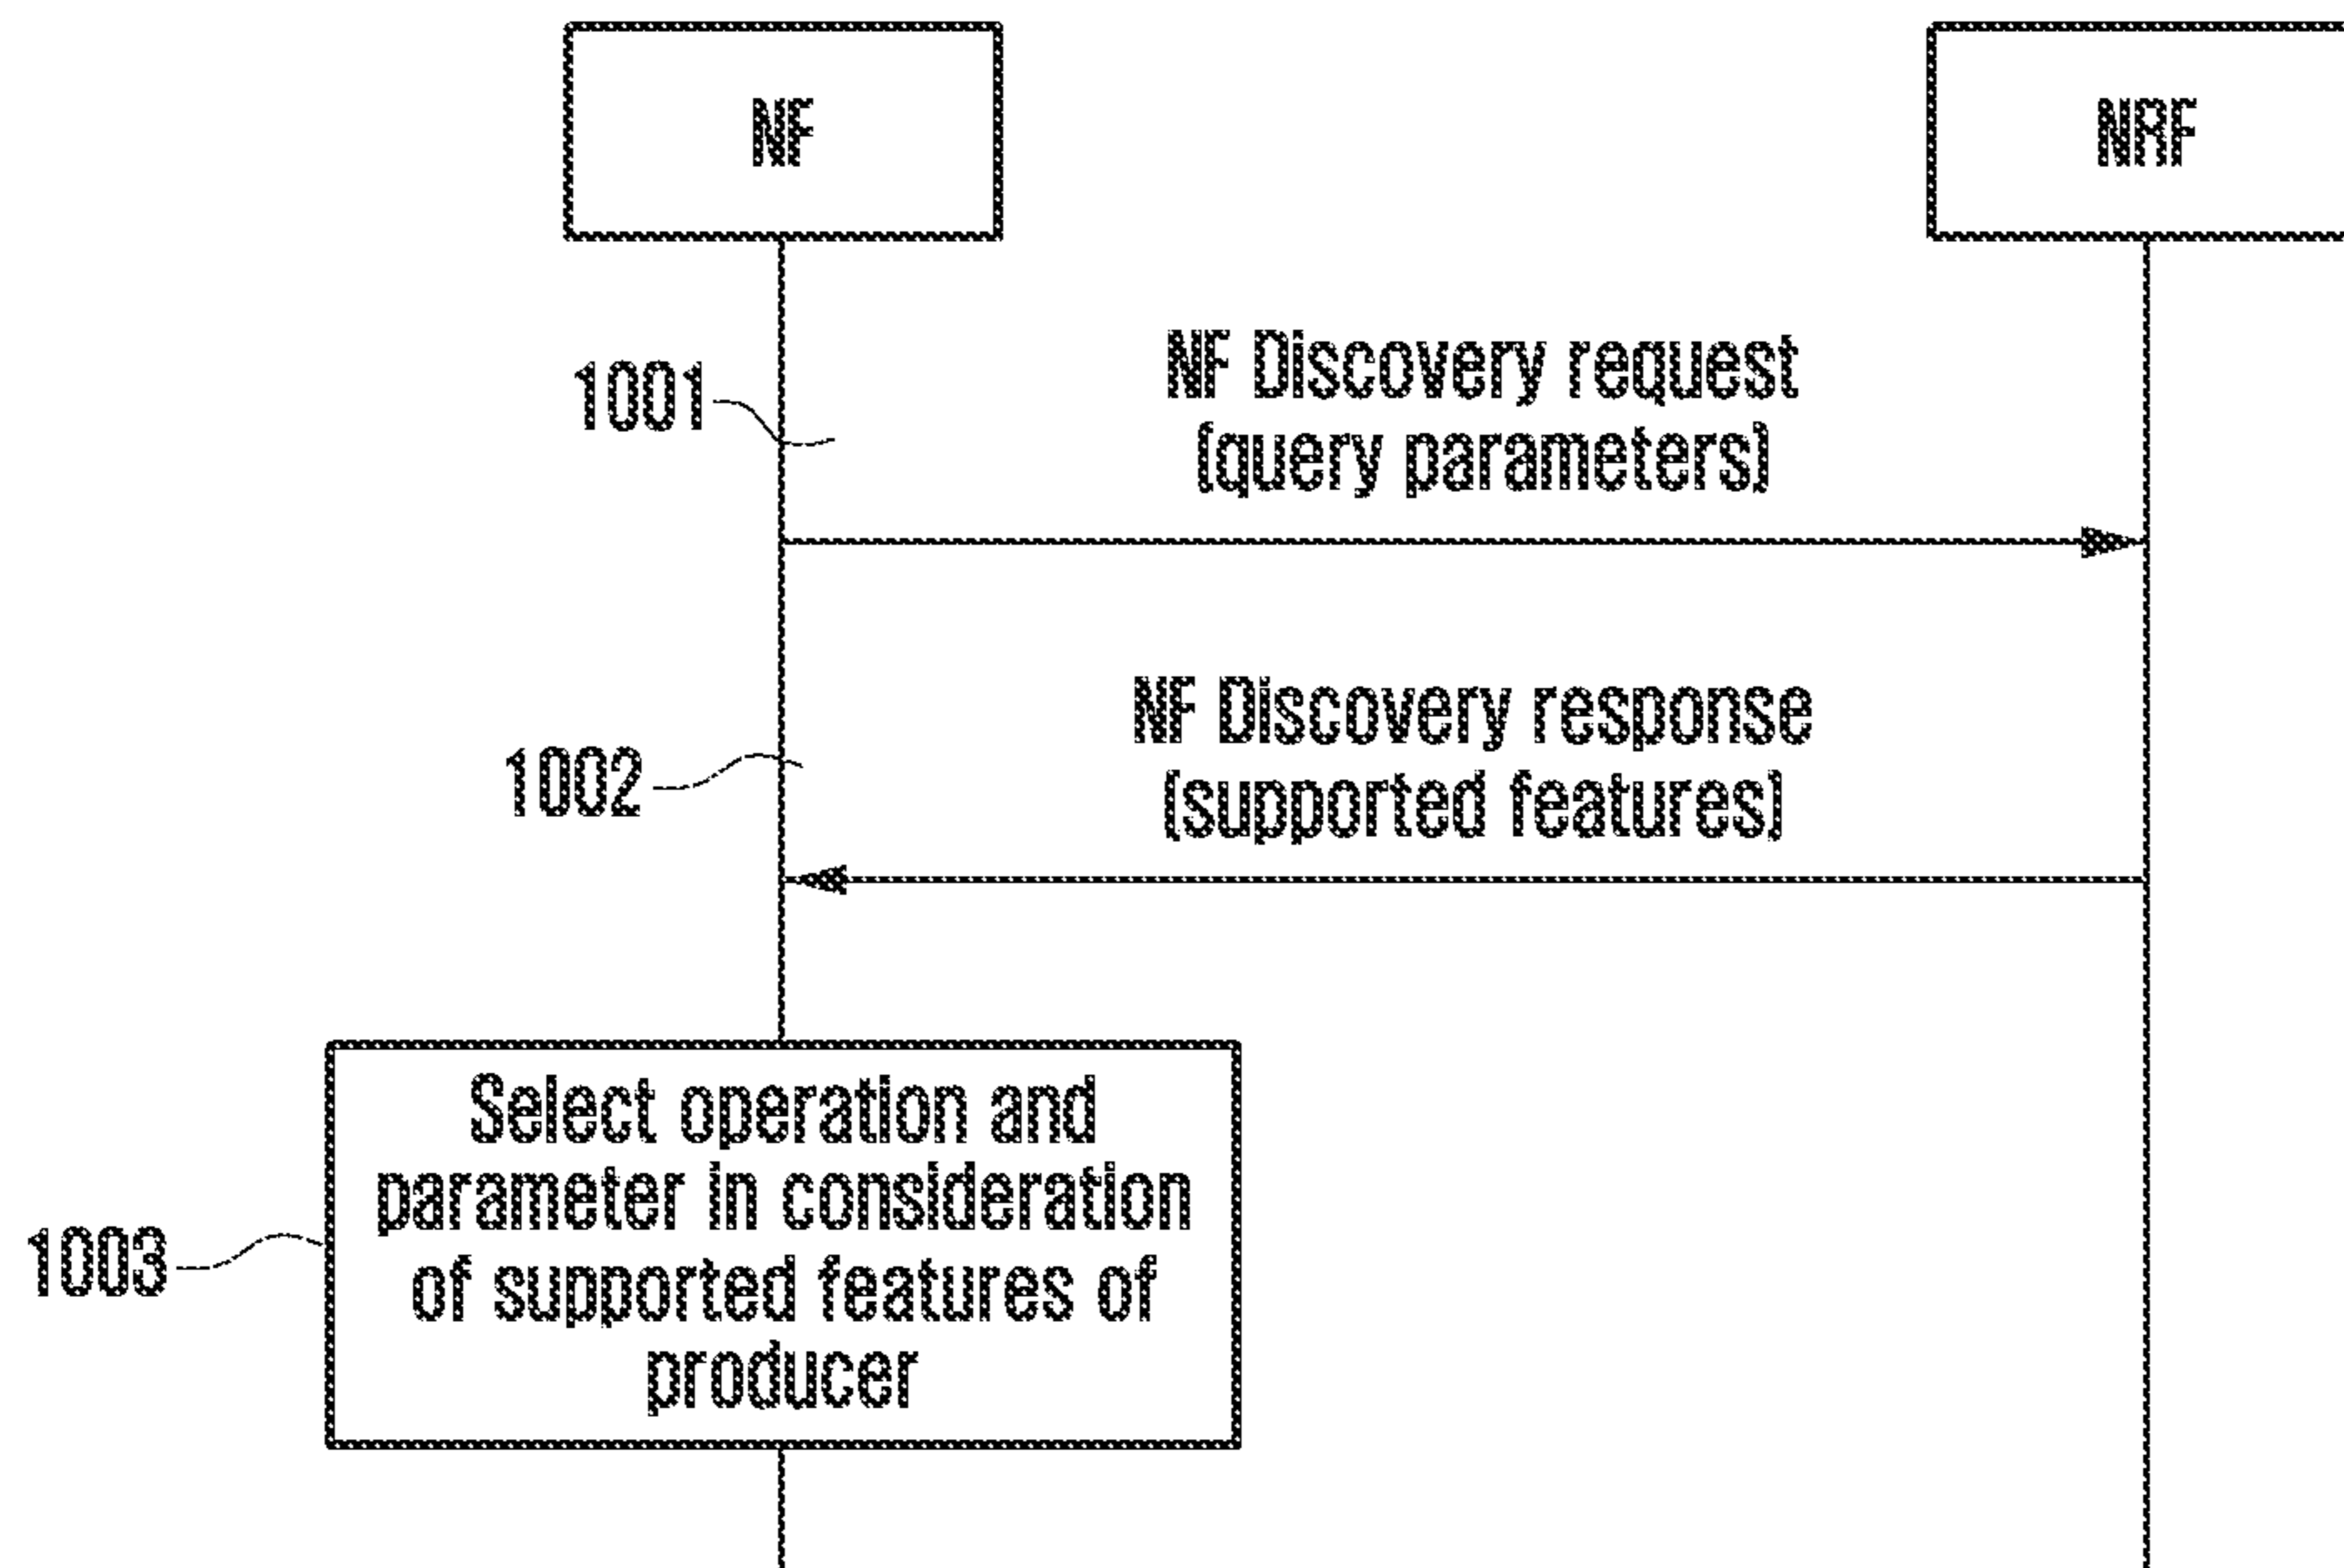 NF
NRF
1001
NF Discovery request
(query parameters)
1002
NF Discovery response
(supported features)
1003
Select operation and
parameter in consideration
of supported features of
producer